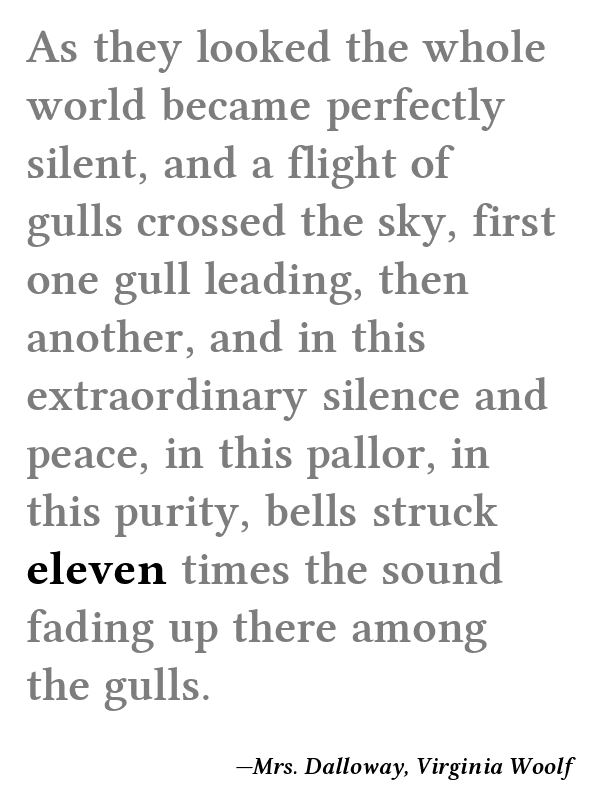 As they looked the whole
world became perfectly
silent, and a flight of
gulls crossed the sky, first
one gull leading, then
another, and in this
extraordinary silence and
peace, in this pallor, in
this purity, bells struck
eleven times the sound
fading up there among
the gulls.
—Mrs. Dalloway, Virginia Woolf